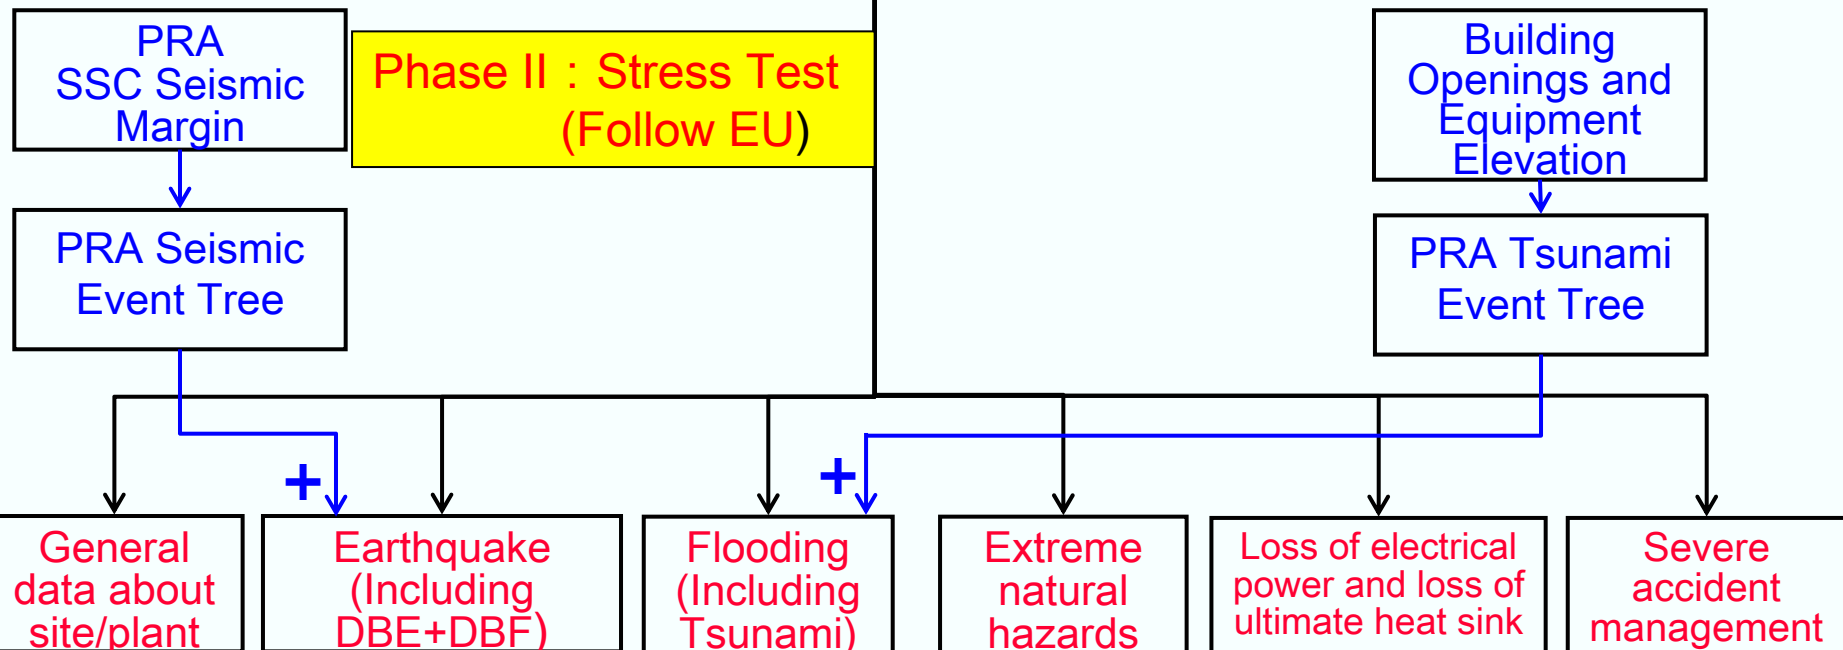 PRA
SSC Seismic
Margin
Phase II : Stress Test
(Follow EU)
Building
Openings and
Equipment
Elevation
PRA Seismic
Event Tree
PRA Tsunami
Event Tree
+
+
General
data about
site/plant
Earthquake
(Including
DBE+DBF)
Flooding
(Including
Tsunami)
Extreme
natural
hazards
Loss of electrical
power and loss of
ultimate heat sink
Severe
accident
management